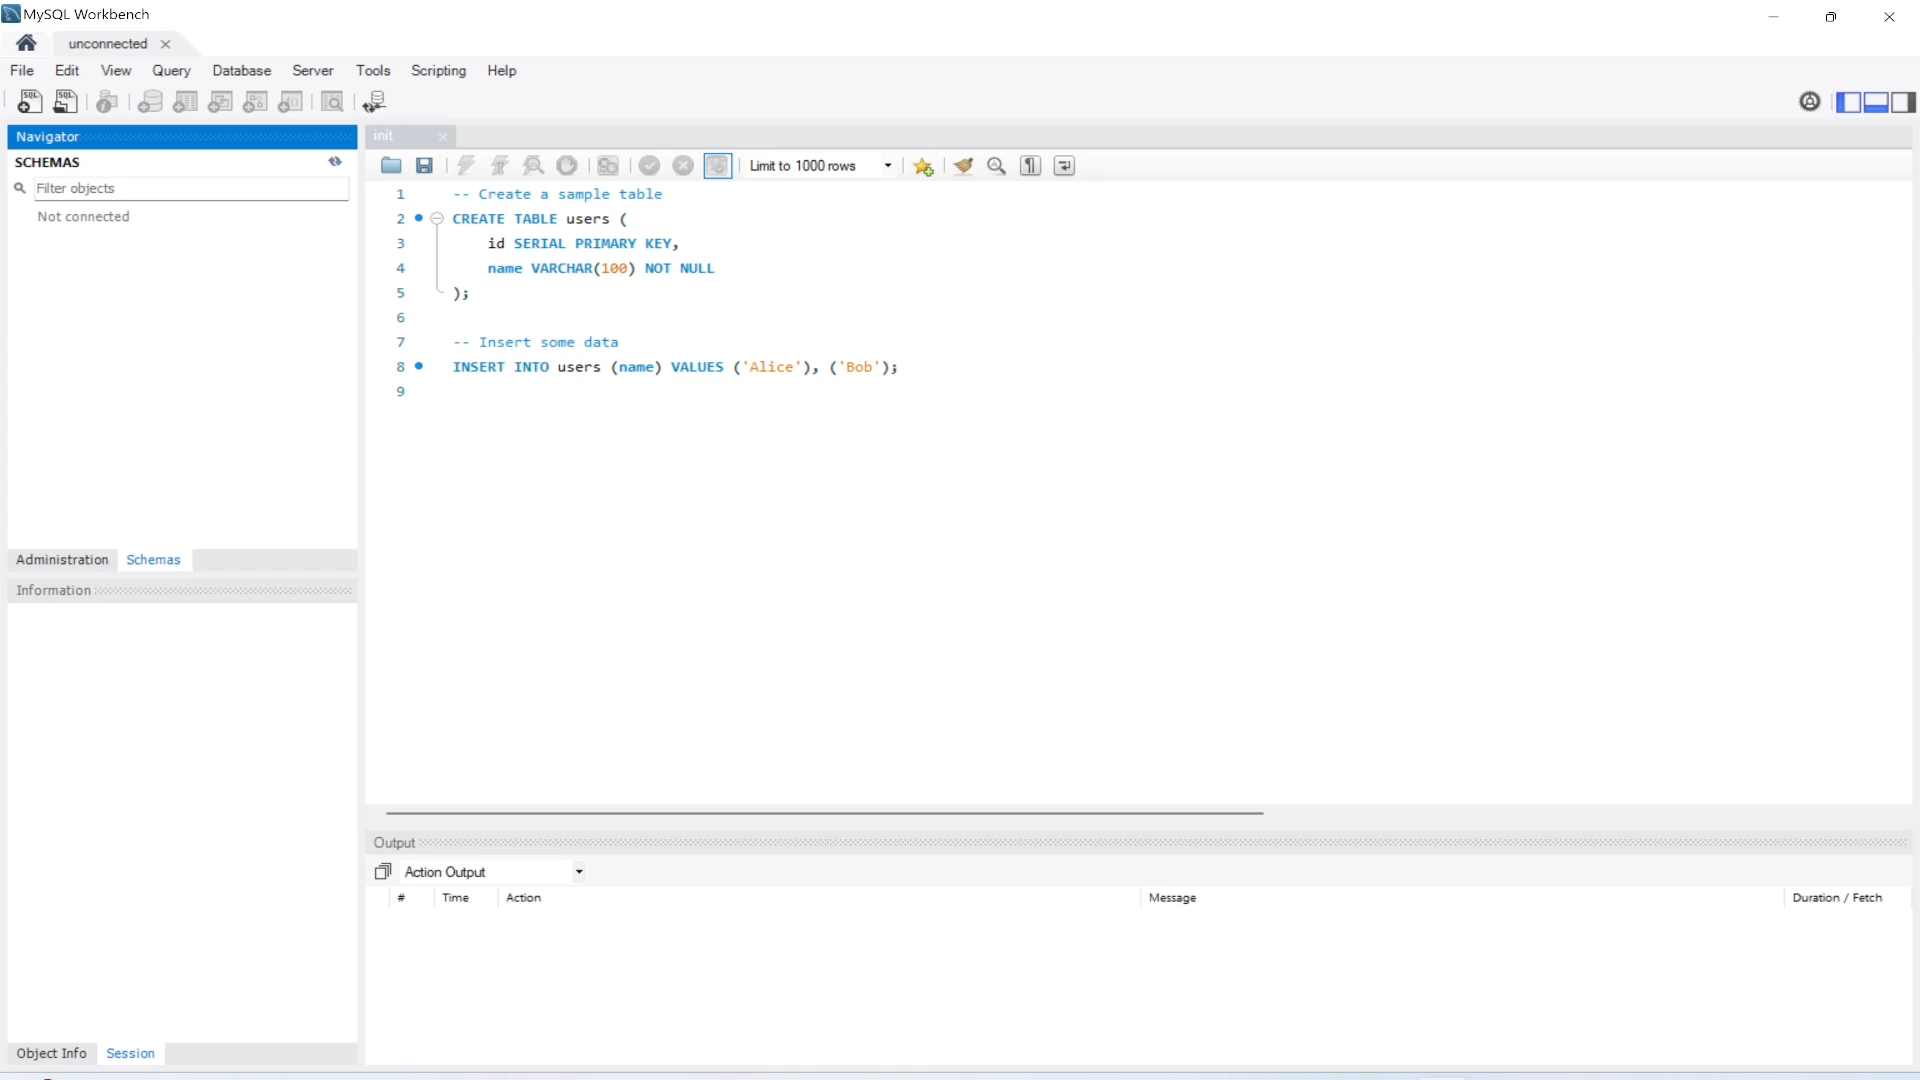 MySQL Workbench
unconnected
File Edit View Query Database Server Tools Scripting Help
SQL SQL
Navigator
SCHEMAS
Filter objects
Not connected
Administration Schemas
Information
Object Info Session
init
Limit to 1000 rows
1 -- Create a sample table
2 CREATE TABLE users (
3 id SERIAL PRIMARY KEY,
4 name VARCHAR(100) NOT NULL
5 );
6
7 -- Insert some data
8 INSERT INTO users (name) VALUES ('Alice'), ('Bob');
9
Output
Action Output
# Time Action Message Duration / Fetch